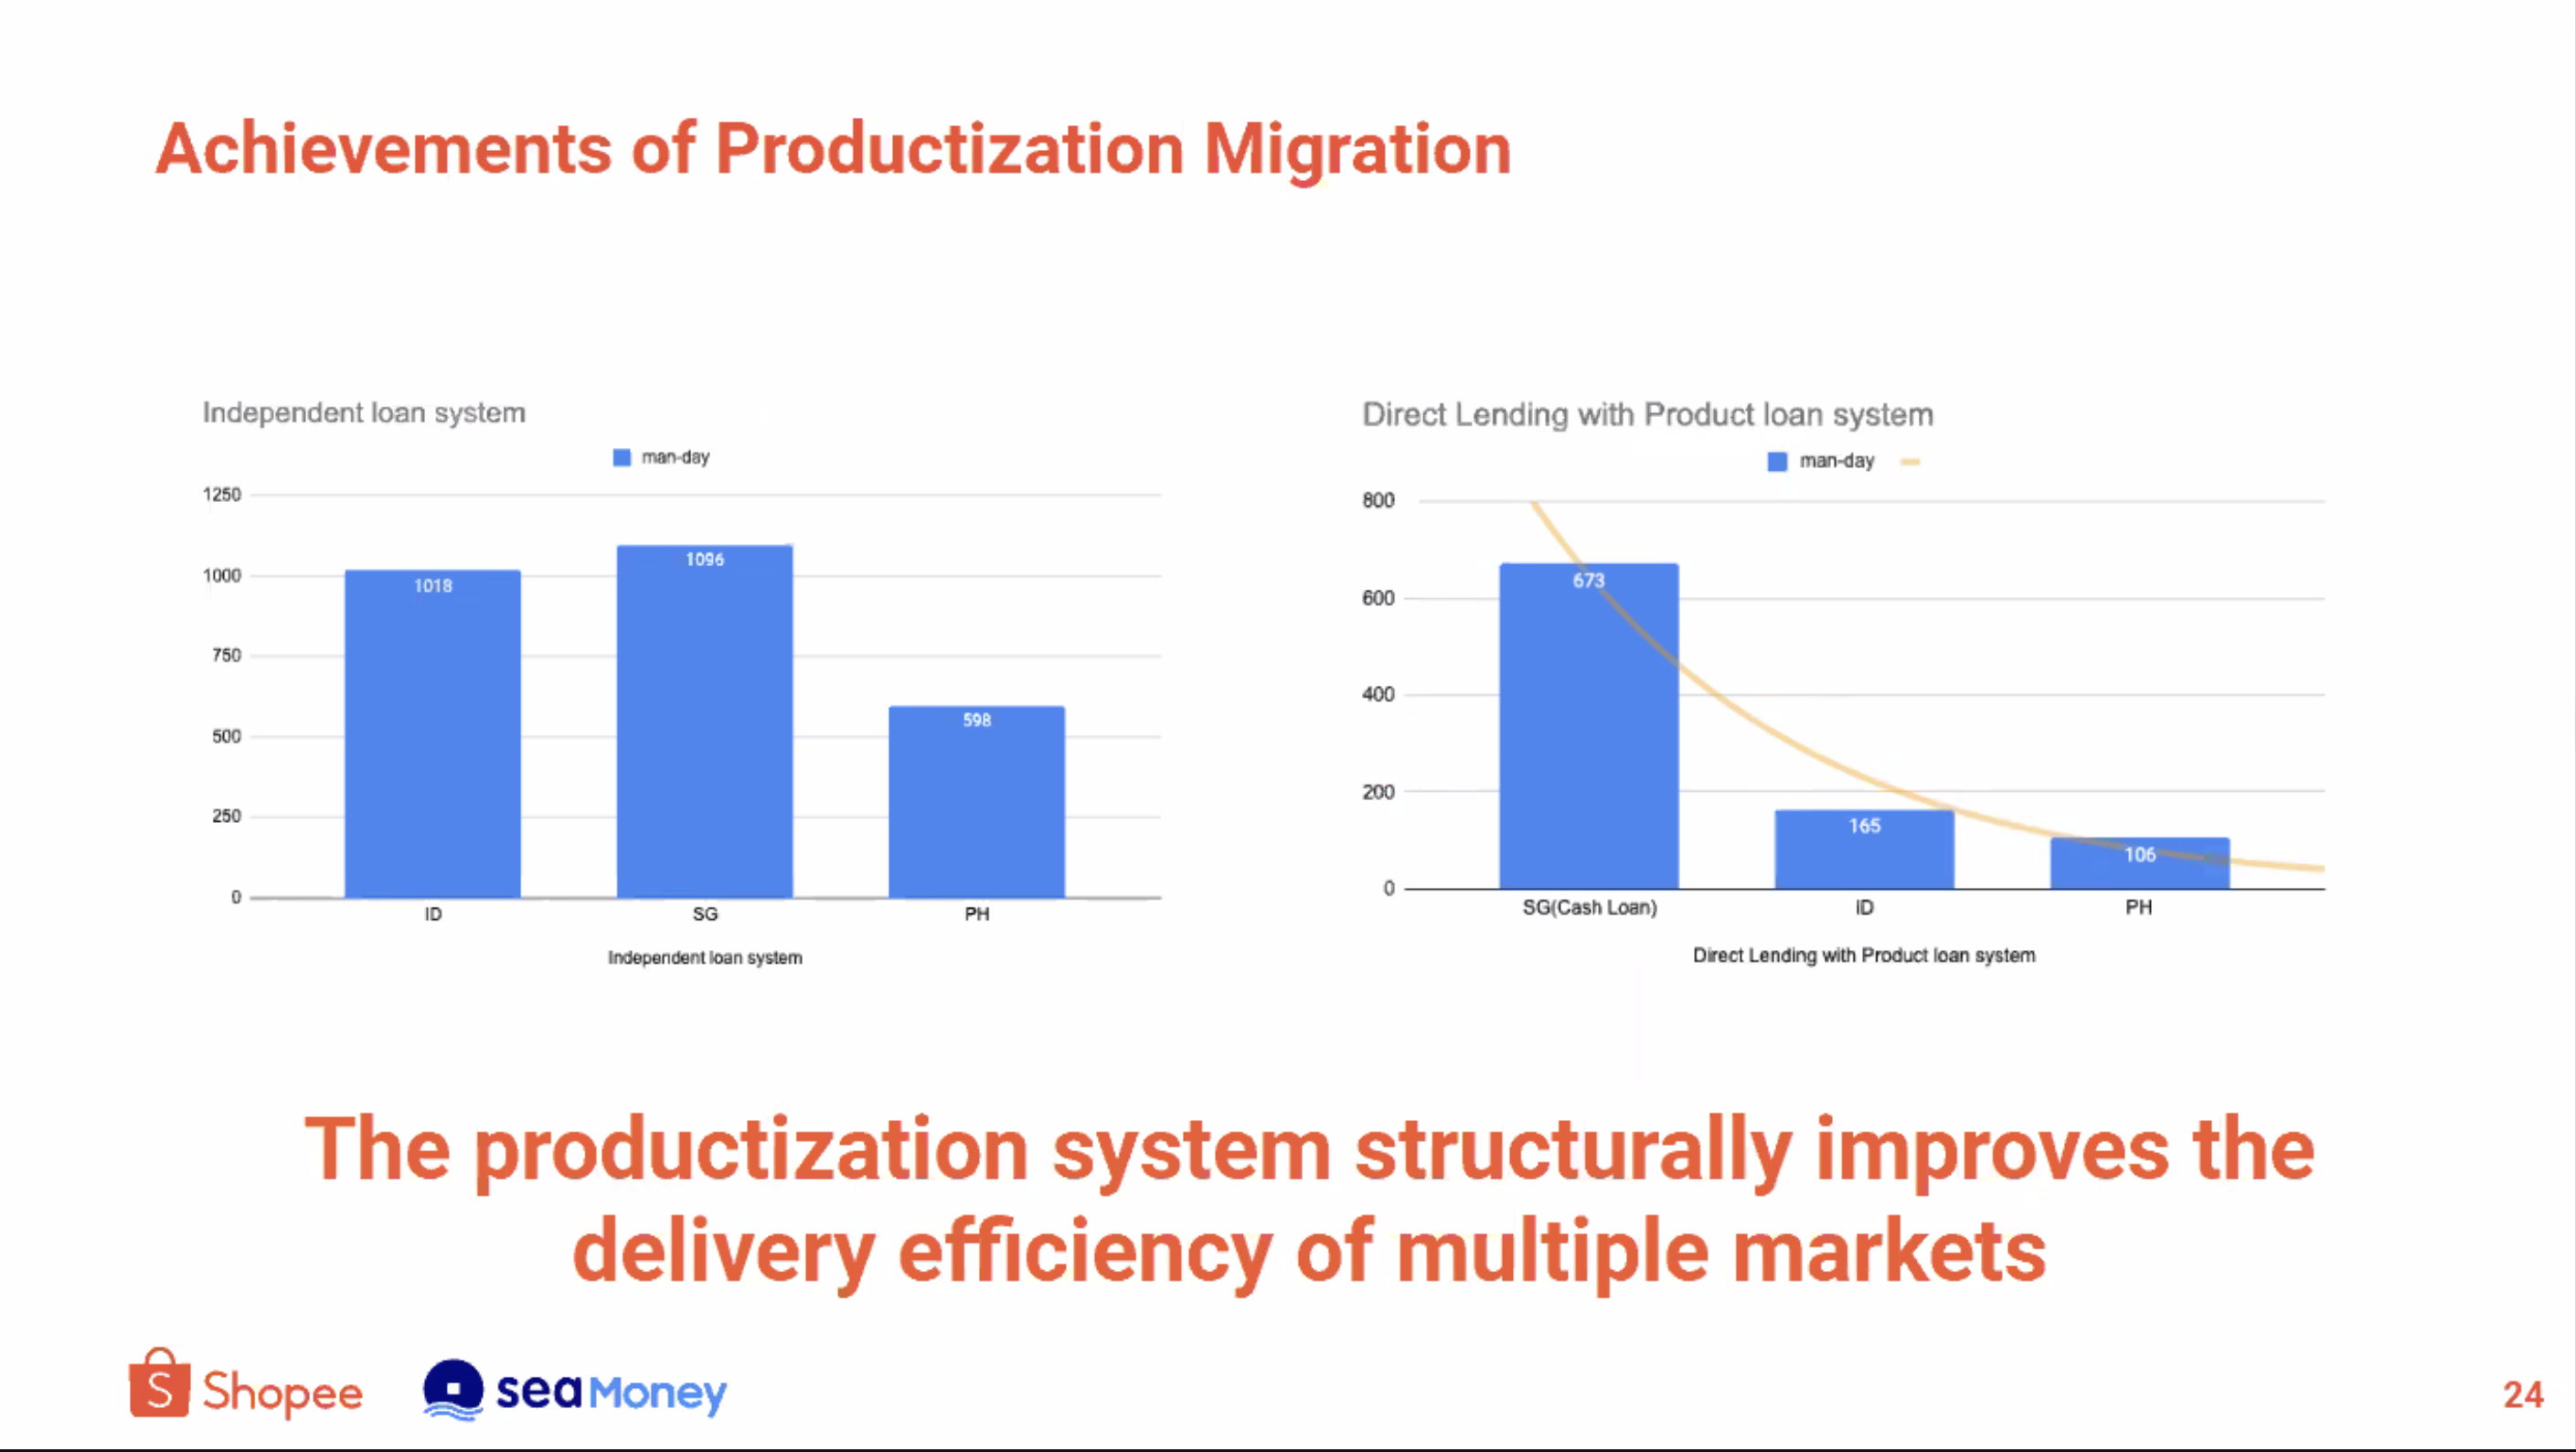 Achievements of Productization Migration
Independent loan system
man-day
1250
1000
750
500
250
0
1018
1096
598
ID
SG
PH
Independent loan system
Direct Lending with Product loan system
man-day
800
600
400
200
0
673
165
106
SG(Cash Loan)
ID
PH
Direct Lending with Product loan system
The productization system structurally improves the
delivery efficiency of multiple markets
S Shopee
sea Money
24